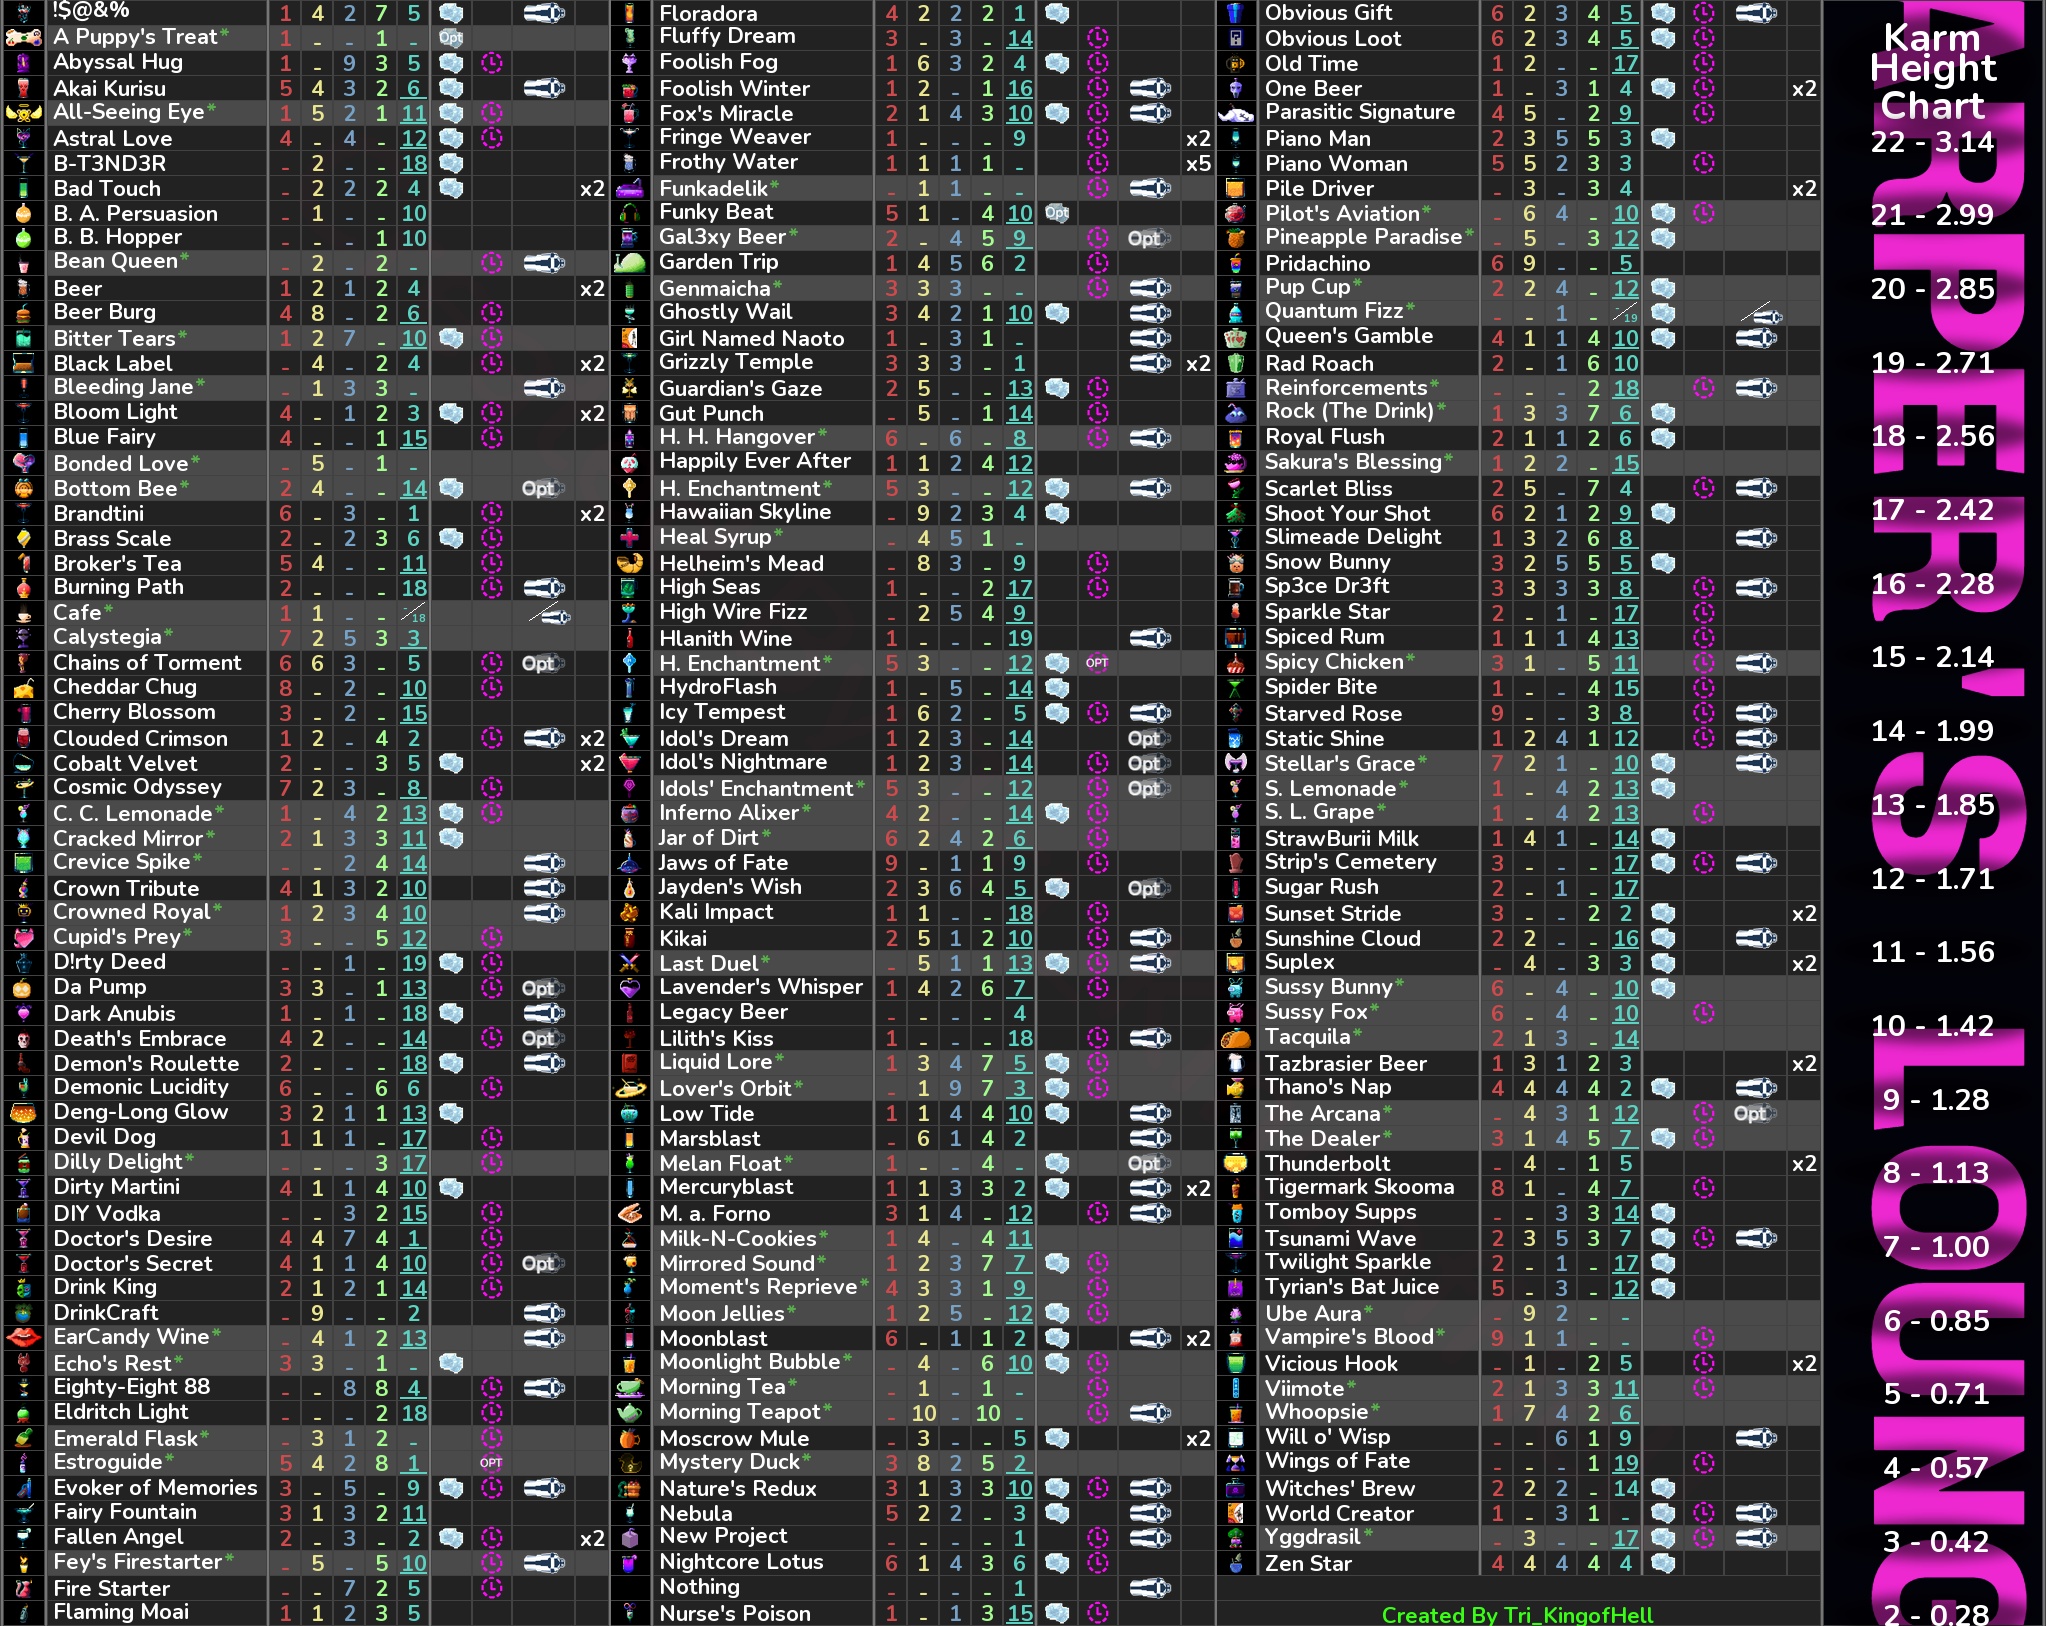 !$@&% 1 4 2 7 5
A Puppy's Treat* 1 - - 1 - Opt
Abyssal Hug 1 - 9 3 5
Akai Kurisu 5 4 3 2 6
All-Seeing Eye* 1 5 2 1 11
Astral Love 4 - 4 - 12
B-T3ND3R - 2 - - 18
Bad Touch - 2 2 2 4 x2
B. A. Persuasion - 1 - - 10
B. B. Hopper - - - 1 10
Bean Queen* - 2 - 2 -
Beer 1 2 1 2 4 x2
Beer Burg 4 8 - 2 6
Bitter Tears* 1 2 7 - 10
Black Label - 4 - 2 4 x2
Bleeding Jane* - 1 3 3 -
Bloom Light 4 - 1 2 3 x2
Blue Fairy 4 - - 1 15
Bonded Love* - 5 - 1 -
Bottom Bee* 2 4 - - 14 Opt
Brandtini 6 - 3 - 1 x2
Brass Scale 2 - 2 3 6
Broker's Tea 5 4 - - 11
Burning Path 2 - - - 18
Cafe* 1 1 - - -/18
Calystegia* 7 2 5 3 3
Chains of Torment 6 6 3 - 5 Opt
Cheddar Chug 8 - 2 - 10
Cherry Blossom 3 - 2 - 15
Clouded Crimson 1 2 - 4 2 x2
Cobalt Velvet 2 - - 3 5 x2
Cosmic Odyssey 7 2 3 - 8
C. C. Lemonade* 1 - 4 2 13
Cracked Mirror* 2 1 3 3 11
Crevice Spike* - - 2 4 14
Crown Tribute 4 1 3 2 10
Crowned Royal* 1 2 3 4 10
Cupid's Prey* 3 - - 5 12
D!rty Deed - - 1 - 19
Da Pump 3 3 - 1 13 Opt
Dark Anubis 1 - 1 - 18
Death's Embrace 4 2 - - 14 Opt
Demon's Roulette 2 - - - 18
Demonic Lucidity 6 - - 6 6
Deng-Long Glow 3 2 1 1 13
Devil Dog 1 1 1 - 17
Dilly Delight* - - - 3 17
Dirty Martini 4 1 1 4 10
DIY Vodka - - 3 2 15
Doctor's Desire 4 4 7 4 1
Doctor's Secret 4 1 1 4 10 Opt
Drink King 2 1 2 1 14
DrinkCraft - 9 - - 2
EarCandy Wine* - 4 1 2 13
Echo's Rest* 3 3 - 1 -
Eighty-Eight 88 - - 8 8 4
Eldritch Light - - - 2 18
Emerald Flask* - 3 1 2 -
Estroguide* 5 4 2 8 1 OPT
Evoker of Memories 3 - 5 - 9
Fairy Fountain 3 1 3 2 11
Fallen Angel 2 - 3 - 2 x2
Fey's Firestarter* - 5 - 5 10
Fire Starter - - 7 2 5
Flaming Moai 1 1 2 3 5
Floradora 4 2 2 2 1
Fluffy Dream 3 - 3 - 14
Foolish Fog 1 6 3 2 4
Foolish Winter 1 2 - 1 16
Fox's Miracle 2 1 4 3 10
Fringe Weaver 1 - - - 9 x2
Frothy Water 1 1 1 1 - x5
Funkadelik* - 1 1 - -
Funky Beat 5 1 - 4 10 Opt
Gal3xy Beer* 2 - 4 5 9 Opt
Garden Trip 1 4 5 6 2
Genmaicha* 3 3 3 - -
Ghostly Wail 3 4 2 1 10
Girl Named Naoto 1 - 3 1 -
Grizzly Temple 3 3 3 - 1 x2
Guardian's Gaze 2 5 - - 13
Gut Punch - 5 - 1 14
H. H. Hangover* 6 - 6 - 8
Happily Ever After 1 1 2 4 12
H. Enchantment* 5 3 - - 12
Hawaiian Skyline - 9 2 3 4
Heal Syrup* - 4 5 1 -
Helheim's Mead - 8 3 - 9
High Seas 1 - - 2 17
High Wire Fizz - 2 5 4 9
Hlanith Wine 1 - - - 19
H. Enchantment* 5 3 - - 12 OPT
HydroFlash 1 - 5 - 14
Icy Tempest 1 6 2 - 5
Idol's Dream 1 2 3 - 14 Opt
Idol's Nightmare 1 2 3 - 14 Opt
Idols' Enchantment* 5 3 - - 12 Opt
Inferno Alixer* 4 2 - - 14
Jar of Dirt* 6 2 4 2 6
Jaws of Fate 9 - 1 1 9
Jayden's Wish 2 3 6 4 5 Opt
Kali Impact 1 1 - - 18
Kikai 2 5 1 2 10
Last Duel* - 5 1 1 13
Lavender's Whisper 1 4 2 6 7
Legacy Beer - - - - 4
Lilith's Kiss 1 - - - 18
Liquid Lore* 1 3 4 7 5
Lover's Orbit* - 1 9 7 3
Low Tide 1 1 4 4 10
Marsblast - 6 1 4 2
Melan Float* 1 - - 4 - Opt
Mercuryblast 1 1 3 3 2 x2
M. a. Forno 3 1 4 - 12
Milk-N-Cookies* 1 4 - 4 11
Mirrored Sound* 1 2 3 7 7
Moment's Reprieve* 4 3 3 1 9
Moon Jellies* 1 2 5 - 12
Moonblast 6 - 1 1 2 x2
Moonlight Bubble* - 4 - 6 10
Morning Tea* - 1 - 1 -
Morning Teapot* - 10 - 10 -
Moscrow Mule - 3 - - 5 x2
Mystery Duck* 3 8 2 5 2
Nature's Redux 3 1 3 3 10
Nebula 5 2 2 - 3
New Project - - - - 1
Nightcore Lotus 6 1 4 3 6
Nothing - - - - 1
Nurse's Poison 1 - 1 3 15
Obvious Gift 6 2 3 4 5
Obvious Loot 6 2 3 4 5
Old Time 1 2 - - 17
One Beer 1 - 3 1 4 x2
Parasitic Signature 4 5 - 2 9
Piano Man 2 3 5 5 3
Piano Woman 5 5 2 3 3
Pile Driver - 3 - 3 4 x2
Pilot's Aviation* - 6 4 - 10
Pineapple Paradise* - 5 - 3 12
Pridachino 6 9 - - 5
Pup Cup* 2 2 4 - 12
Quantum Fizz* - - 1 - -/19
Queen's Gamble 4 1 1 4 10
Rad Roach 2 - 1 6 10
Reinforcements* - - - 2 18
Rock (The Drink)* 1 3 3 7 6
Royal Flush 2 1 1 2 6
Sakura's Blessing* 1 2 2 - 15
Scarlet Bliss 2 5 - 7 4
Shoot Your Shot 6 2 1 2 9
Slimeade Delight 1 3 2 6 8
Snow Bunny 3 2 5 5 5
Sp3ce Dr3ft 3 3 3 3 8
Sparkle Star 2 - 1 - 17
Spiced Rum 1 1 1 4 13
Spicy Chicken* 3 1 - 5 11
Spider Bite 1 - - 4 15
Starved Rose 9 - - 3 8
Static Shine 1 2 4 1 12
Stellar's Grace* 7 2 1 - 10
S. Lemonade* 1 - 4 2 13
S. L. Grape* 1 - 4 2 13
StrawBurii Milk 1 4 1 - 14
Strip's Cemetery 3 - - - 17
Sugar Rush 2 - 1 - 17
Sunset Stride 3 - - 2 2 x2
Sunshine Cloud 2 2 - - 16
Suplex - 4 - 3 3 x2
Sussy Bunny* 6 - 4 - 10
Sussy Fox* 6 - 4 - 10
Tacquila* 2 1 3 - 14
Tazbrasier Beer 1 3 1 2 3 x2
Thano's Nap 4 4 4 4 2
The Arcana* - 4 3 1 12 Opt
The Dealer* 3 1 4 5 7
Thunderbolt - 4 - 1 5 x2
Tigermark Skooma 8 1 - 4 7
Tomboy Supps - - 3 3 14
Tsunami Wave 2 3 5 3 7
Twilight Sparkle 2 - 1 - 17
Tyrian's Bat Juice 5 - 3 - 12
Ube Aura* - 9 2 - -
Vampire's Blood* 9 1 1 - -
Vicious Hook - 1 - 2 5 x2
Viimote* 2 1 3 3 11
Whoopsie* 1 7 4 2 6
Will o' Wisp - - 6 1 9
Wings of Fate - - - 1 19
Witches' Brew 2 2 2 - 14
World Creator 1 - 3 1 -
Yggdrasil* - 3 - - 17
Zen Star 4 4 4 4 4
Created By Tri_KingofHell
Karm
Height
Chart
22 - 3.14
21 - 2.99
20 - 2.85
19 - 2.71
18 - 2.56
17 - 2.42
16 - 2.28
15 - 2.14
14 - 1.99
13 - 1.85
12 - 1.71
11 - 1.56
10 - 1.42
9 - 1.28
8 - 1.13
7 - 1.00
6 - 0.85
5 - 0.71
4 - 0.57
3 - 0.42
2 - 0.28
ARPER'S LOUNG